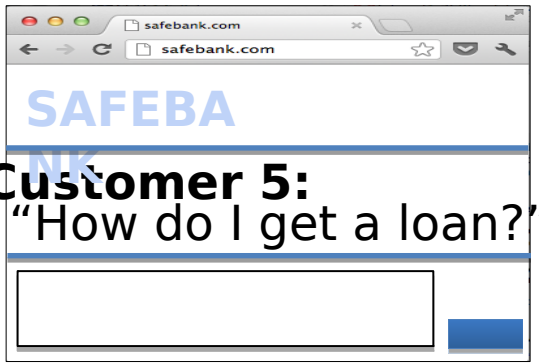 safebank.com
safebank.com
SAFEBA
NK
Customer 5:
“How do I get a loan?”